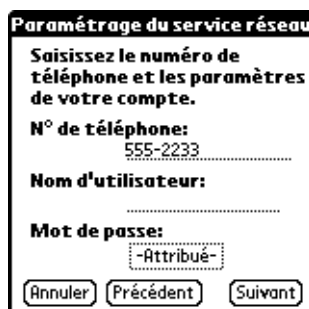 Paramétrage du service réseau
Saisissez le numéro de
téléphone et les paramètres
de votre compte.
N° de téléphone:
555-2233
Nom d'utilisateur:
Mot de passe:
-Attribué-
Annuler Précédent Suivant